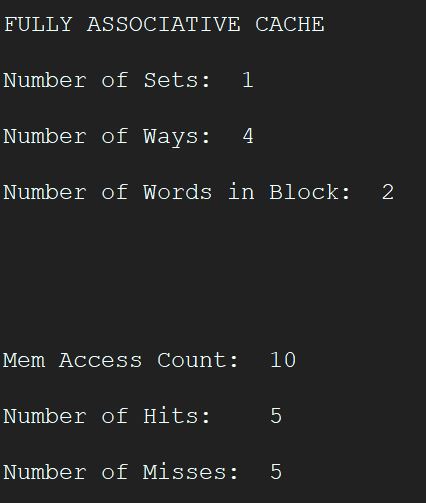 FULLY ASSOCIATIVE CACHE
Number of Sets:  1
Number of Ways:  4
Number of Words in Block:  2
Mem Access Count:  10
Number of Hits:    5
Number of Misses:  5